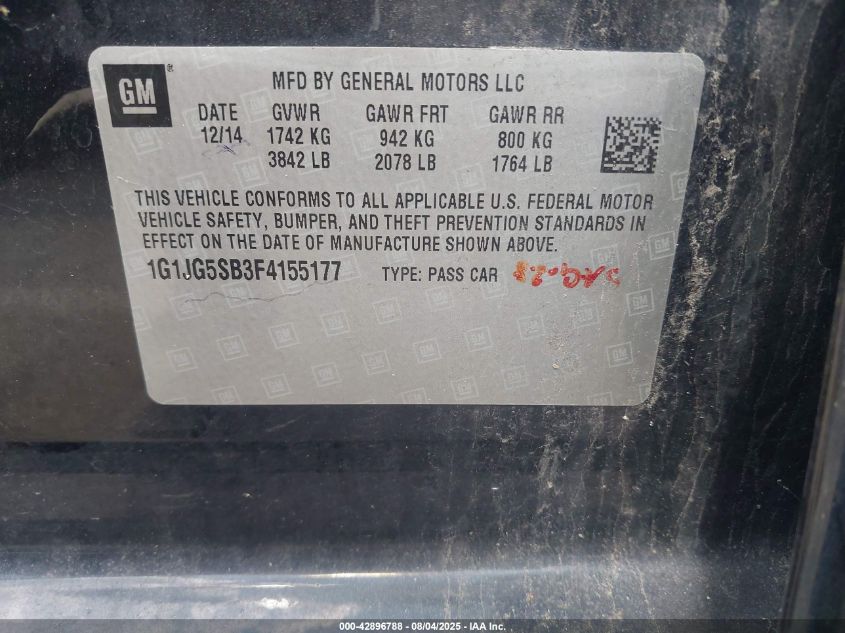 GM
MFD BY GENERAL MOTORS LLC
DATE GVWR GAWR FRT GAWR RR
12/14 1742 KG 942 KG 800 KG
3842 LB 2078 LB 1764 LB
THIS VEHICLE CONFORMS TO ALL APPLICABLE U.S. FEDERAL MOTOR
VEHICLE SAFETY, BUMPER, AND THEFT PREVENTION STANDARDS IN
EFFECT ON THE DATE OF MANUFACTURE SHOWN ABOVE.
1G1JG5SB3F4155177 TYPE: PASS CAR
000-42896788 - 08/04/2025 - IAA, Inc.